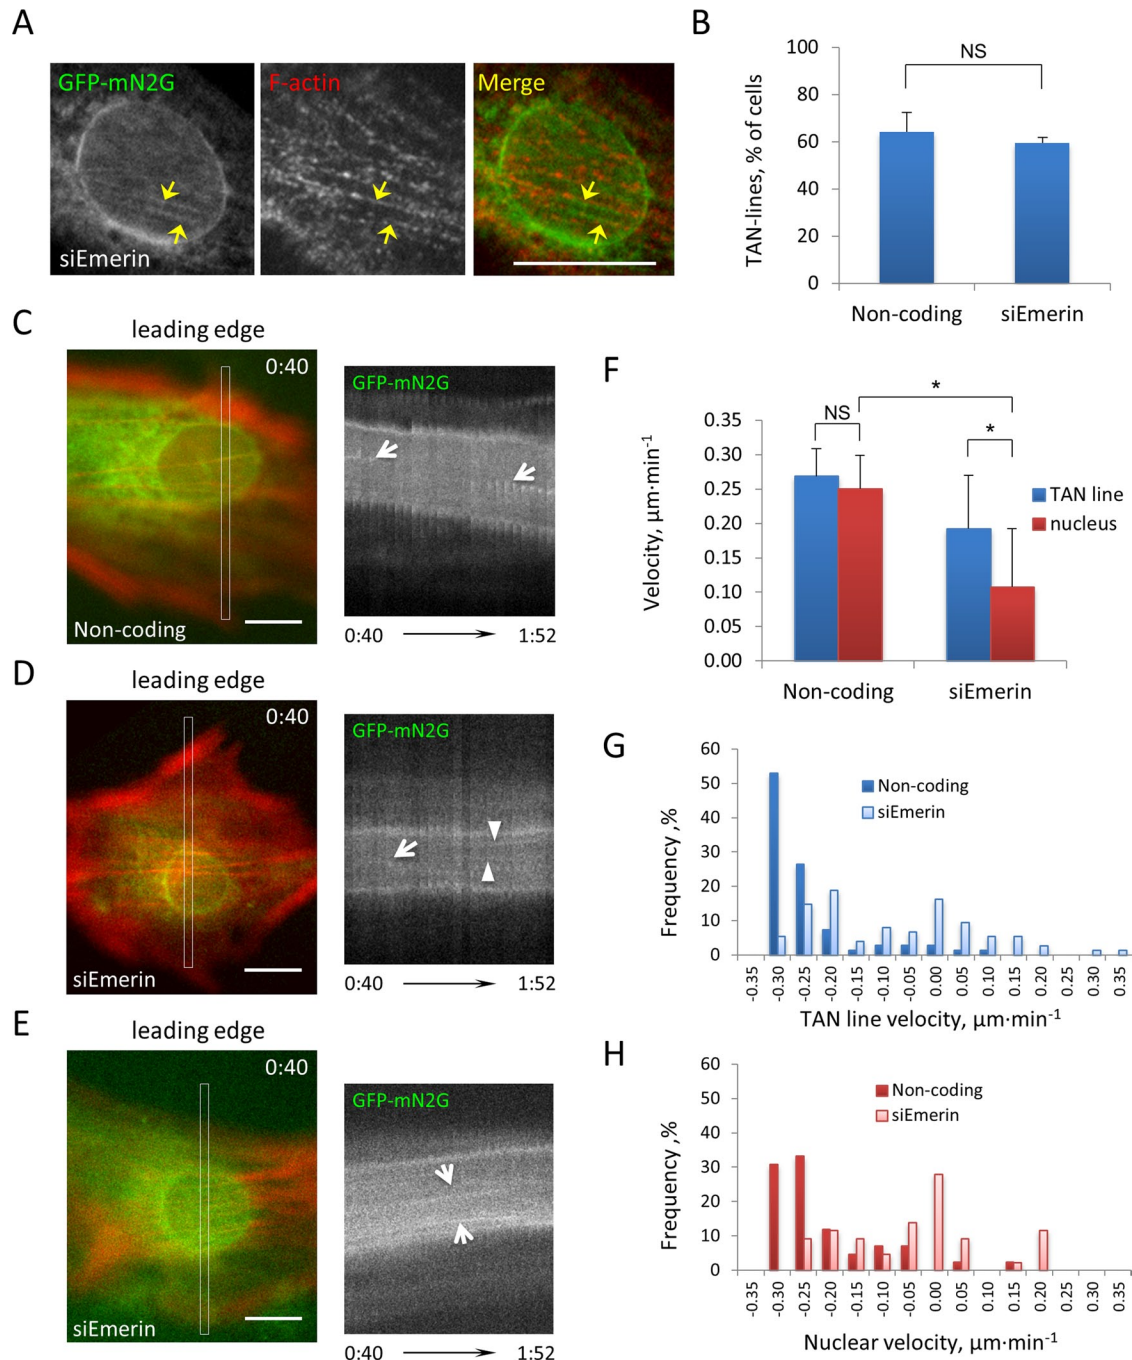 A
GFP-mN2G
F-actin
Merge
siEmerin
B
100
80
60
40
20
0
TAN-lines, % of cells
NS
Non-coding
siEmerin
C
leading edge
0:40
Non-coding
GFP-mN2G
0:40
1:52
D
leading edge
0:40
siEmerin
GFP-mN2G
0:40
1:52
E
leading edge
0:40
siEmerin
GFP-mN2G
0:40
1:52
F
*
NS
*
0.35
0.30
0.25
0.20
0.15
0.10
0.05
0.00
Velocity, µm·min-1
TAN line
nucleus
Non-coding
siEmerin
G
60
50
40
30
20
10
0
Frequency ,%
Non-coding
siEmerin
-0.35
-0.30
-0.25
-0.20
-0.15
-0.10
-0.05
0.00
0.05
0.10
0.15
0.20
0.25
0.30
0.35
TAN line velocity, µm·min-1
H
60
50
40
30
20
10
0
Frequency ,%
Non-coding
siEmerin
-0.35
-0.30
-0.25
-0.20
-0.15
-0.10
-0.05
0.00
0.05
0.10
0.15
0.20
0.25
0.30
0.35
Nuclear velocity, µm·min-1